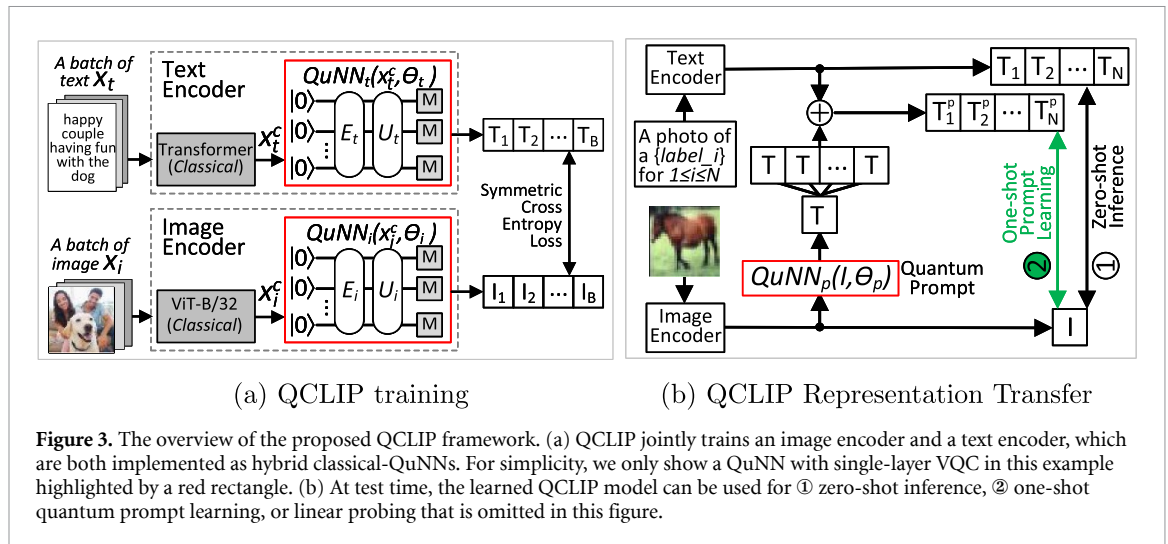 A batch of
text Xt
happy
couple
having fun
with the
dog
Text
Encoder
Transformer
(Classical)
x_t^c
QuNN_t(x_t^c,Θ_t)
|0⟩
|0⟩
⋮
|0⟩
E_t
U_t
M
M
M
T_1 T_2 ... T_B
Symmetric
Cross
Entropy
Loss
A batch of
image X_i
Image
Encoder
ViT-B/32
(Classical)
x_i^c
QuNN_i(x_i^c,Θ_i)
|0⟩
|0⟩
⋮
|0⟩
E_i
U_i
M
M
M
I_1 I_2 ... I_B
(a) QCLIP training
Text
Encoder
A photo of
a {label_i}
for 1≤i≤N
T_1 T_2 ... T_N
T_1^p T_2^p ... T_N^p
T T ... T
T
QuNN_p(I,Θ_p)
Quantum
Prompt
Image
Encoder
I
One-shot
Prompt
Learning
②
Zero-shot
Inference
①
(b) QCLIP Representation Transfer
Figure 3. The overview of the proposed QCLIP framework. (a) QCLIP jointly trains an image encoder and a text encoder, which
are both implemented as hybrid classical-QuNNs. For simplicity, we only show a QuNN with single-layer VQC in this example
highlighted by a red rectangle. (b) At test time, the learned QCLIP model can be used for ① zero-shot inference, ② one-shot
quantum prompt learning, or linear probing that is omitted in this figure.